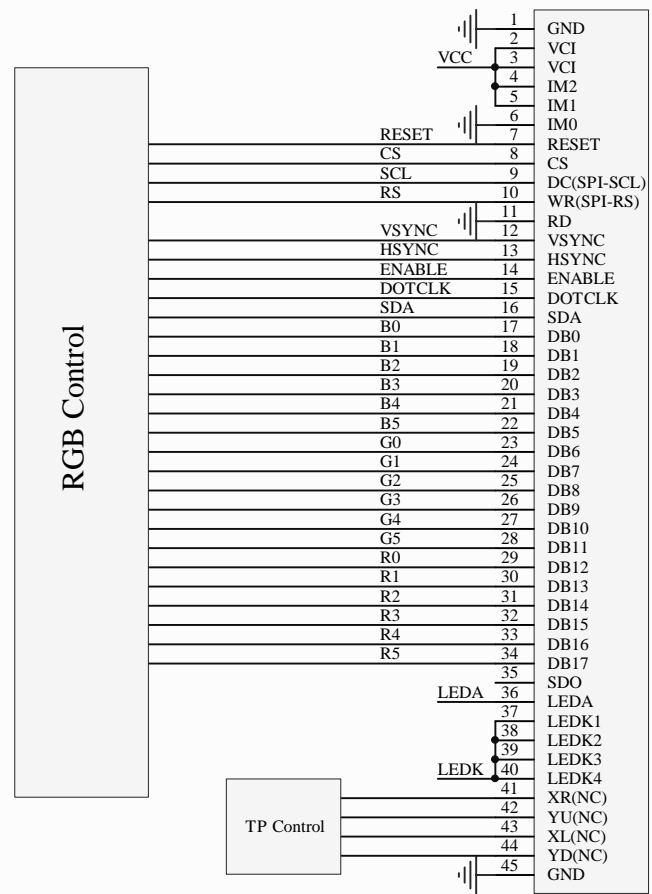 1 GND
2 VCI
VCC 3 VCI
4 IM2
5 IM1
6 IM0
RESET 7 RESET
CS 8 CS
SCL 9 DC(SPI-SCL)
RS 10 WR(SPI-RS)
11 RD
VSYNC 12 VSYNC
HSYNC 13 HSYNC
ENABLE 14 ENABLE
DOTCLK 15 DOTCLK
SDA 16 SDA
B0 17 DB0
B1 18 DB1
B2 19 DB2
B3 20 DB3
B4 21 DB4
B5 22 DB5
G0 23 DB6
G1 24 DB7
G2 25 DB8
G3 26 DB9
G4 27 DB10
G5 28 DB11
R0 29 DB12
R1 30 DB13
R2 31 DB14
R3 32 DB15
R4 33 DB16
R5 34 DB17
35 SDO
LEDA 36 LEDA
37 LEDK1
38 LEDK2
39 LEDK3
LEDK 40 LEDK4
41 XR(NC)
42 YU(NC)
43 XL(NC)
44 YD(NC)
45 GND
RGB Control
TP Control